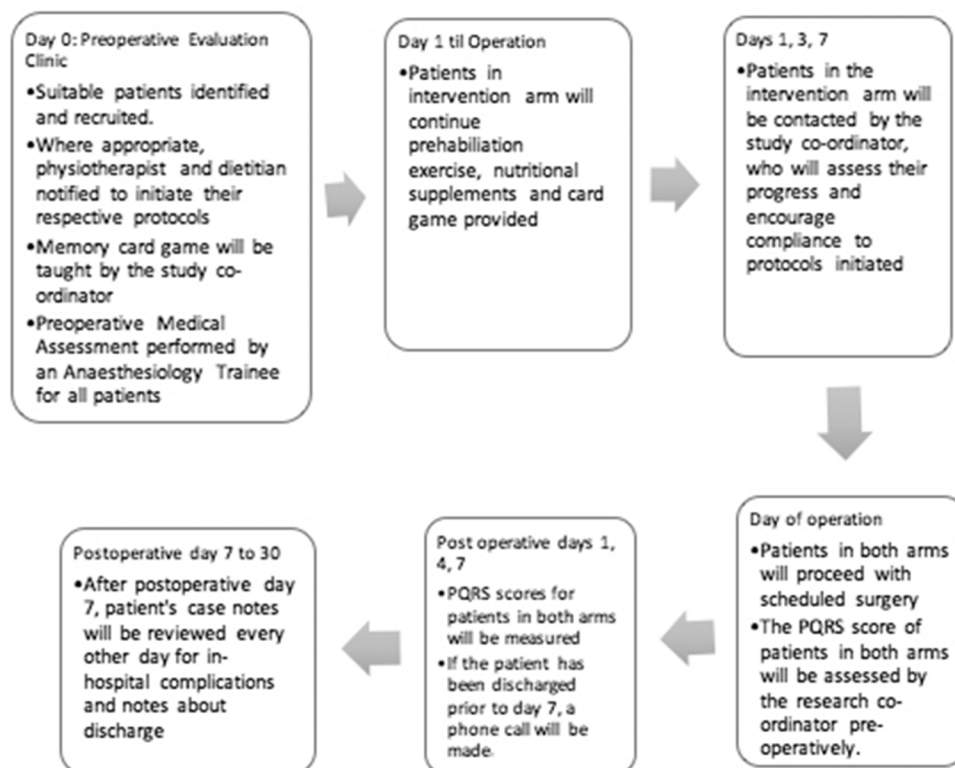 Day 0: Preoperative Evaluation
Clinic
•Suitable patients identified
and recruited.
•Where appropriate,
physiotherapist and dietitian
notified to initiate their
respective protocols
•Memory card game will be
taught by the study co-
ordinator
•Preoperative Medical
Assessment performed by
an Anaesthesiology Trainee
for all patients
Day 1 til Operation
•Patients in
intervention arm will
continue
prehabiliation
exercise, nutritional
supplements and card
game provided
Days 1, 3, 7
•Patients in the
intervention arm will
be contacted by the
study co-ordinator,
who will assess their
progress and
encourage
compliance to
protocols initiated
Day of operation
•Patients in both arms
will proceed with
scheduled surgery
•The PQRS score of
patients in both arms
will be assessed by
the research co-
ordinator pre-
operatively.
Post operative days 1,
4, 7
•PQRS scores for
patients in both arms
will be measured
•If the patient has
been discharged
prior to day 7, a
phone call will be
made.
Postoperative day 7 to 30
•After postoperative day
7, patient's case notes
will be reviewed every
other day for in-
hospital complications
and notes about
discharge